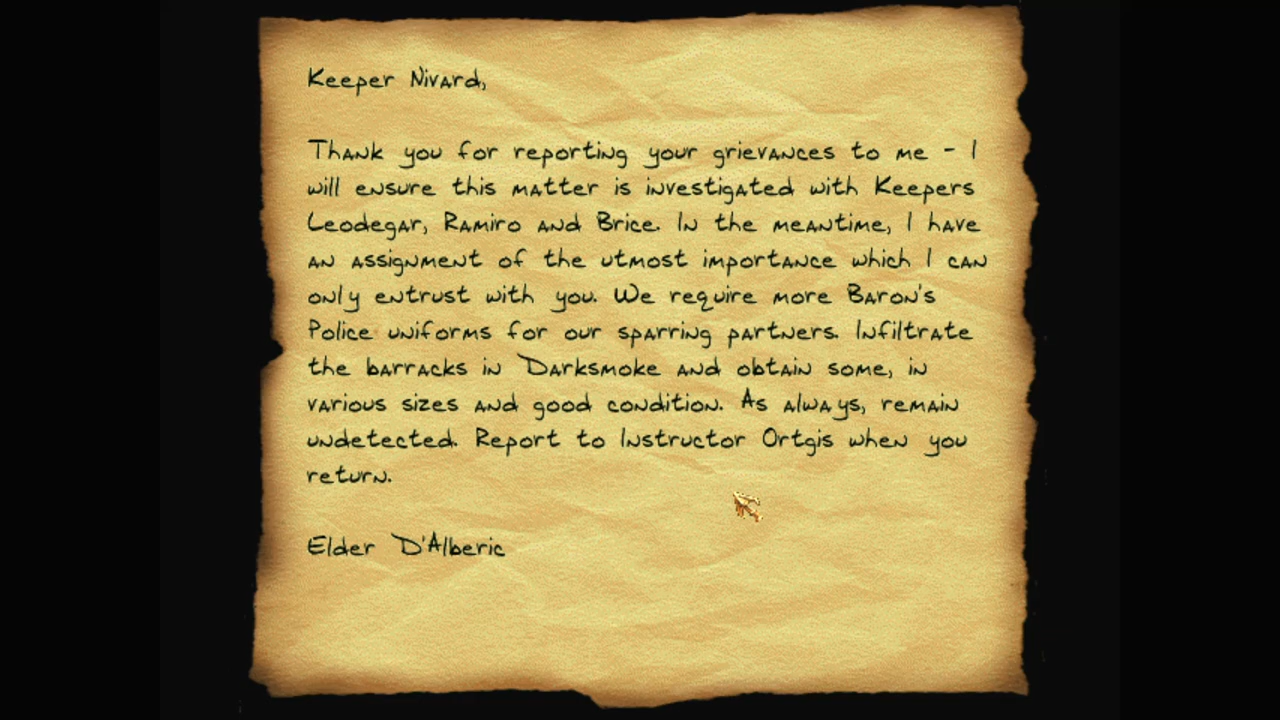 Keeper Nivard,
Thank you for reporting your grievances to me - I
will ensure this matter is investigated with Keepers
Leodegar, Ramiro and Brice. In the meantime, I have
an assignment of the utmost importance which I can
only entrust with you. We require more Baron's
Police uniforms for our sparring partners. Infiltrate
the barracks in Darksmoke and obtain some, in
various sizes and good condition. As always, remain
undetected. Report to Instructor Ortgis when you
return.
Elder D'Alberic